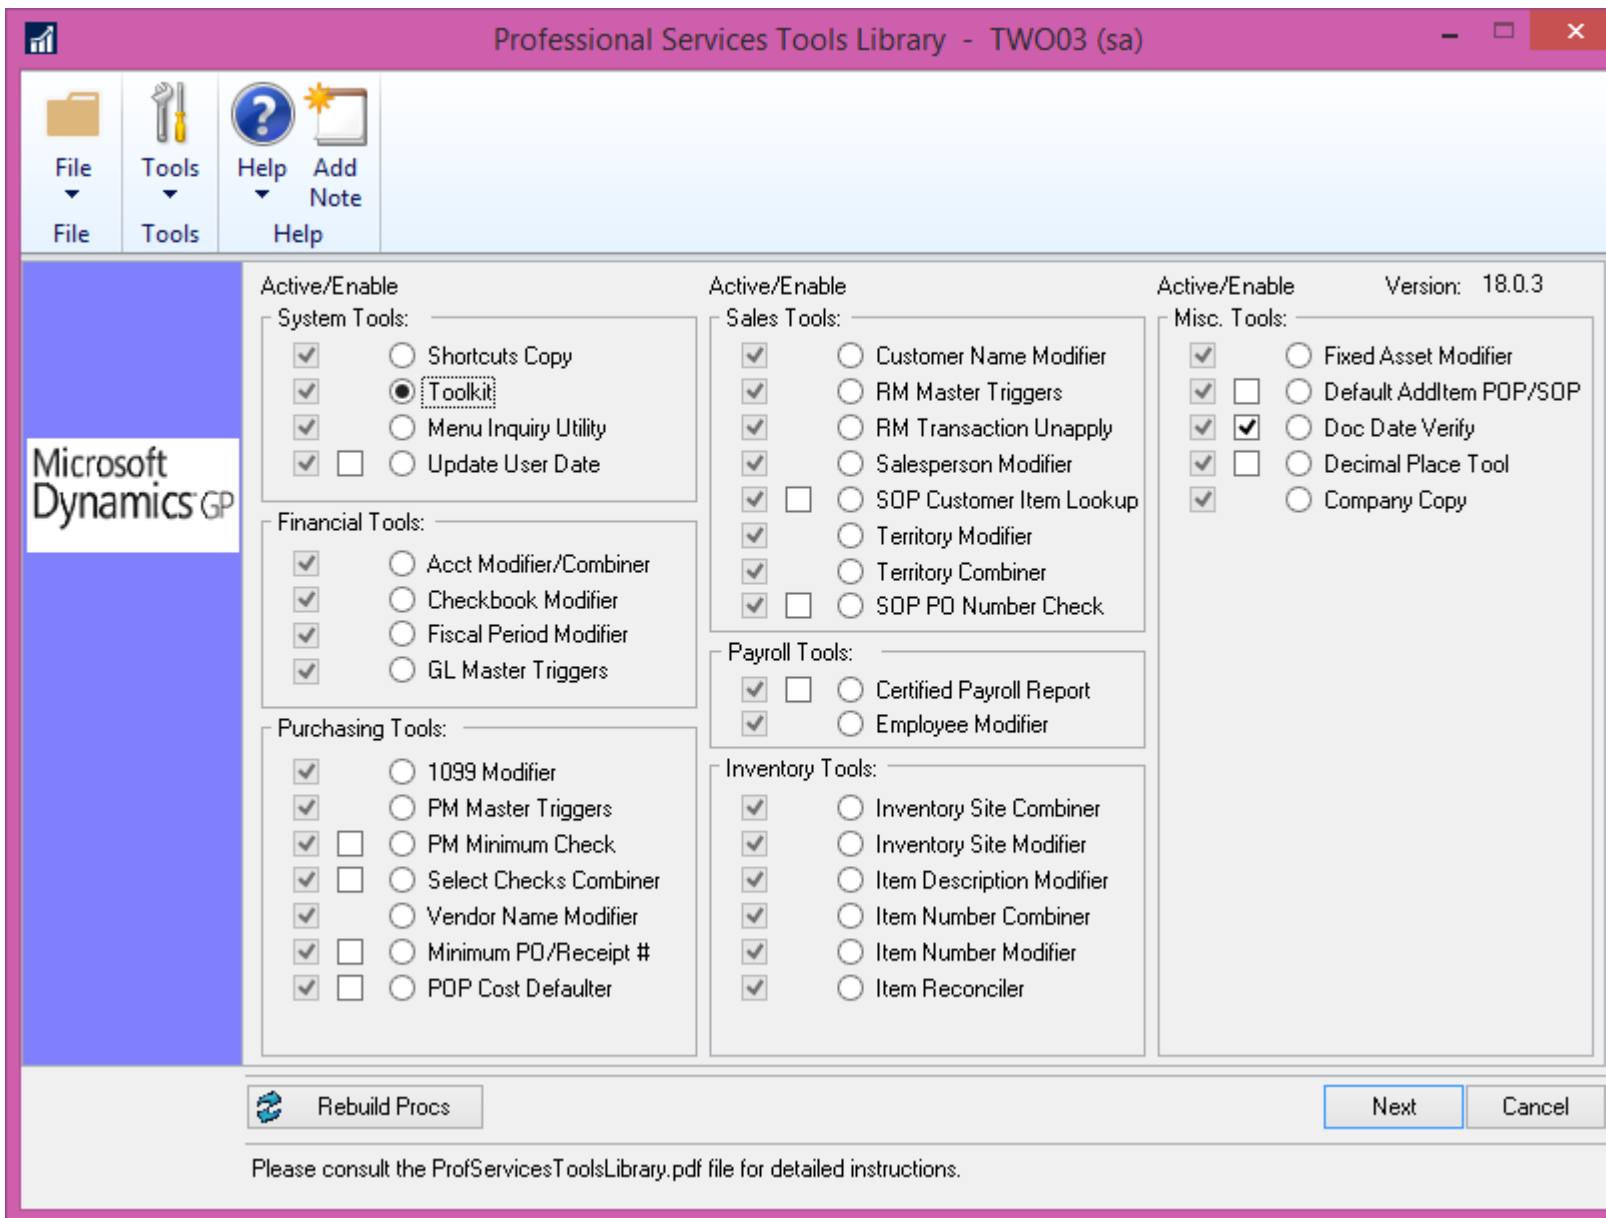 Professional Services Tools Library - TWO03 (sa)
File
Tools
Help
Add
Note
File
Tools
Help
Microsoft
Dynamics GP
Active/Enable
System Tools:
Shortcuts Copy
Toolkit
Menu Inquiry Utility
Update User Date
Financial Tools:
Acct Modifier/Combiner
Checkbook Modifier
Fiscal Period Modifier
GL Master Triggers
Purchasing Tools:
1099 Modifier
PM Master Triggers
PM Minimum Check
Select Checks Combiner
Vendor Name Modifier
Minimum PO/Receipt #
POP Cost Defaulter
Active/Enable
Sales Tools:
Customer Name Modifier
RM Master Triggers
RM Transaction Unapply
Salesperson Modifier
SOP Customer Item Lookup
Territory Modifier
Territory Combiner
SOP PO Number Check
Payroll Tools:
Certified Payroll Report
Employee Modifier
Inventory Tools:
Inventory Site Combiner
Inventory Site Modifier
Item Description Modifier
Item Number Combiner
Item Number Modifier
Item Reconciler
Active/Enable Version: 18.0.3
Misc. Tools:
Fixed Asset Modifier
Default AddItem POP/SOP
Doc Date Verify
Decimal Place Tool
Company Copy
Rebuild Procs
Next
Cancel
Please consult the ProfServicesToolsLibrary.pdf file for detailed instructions.